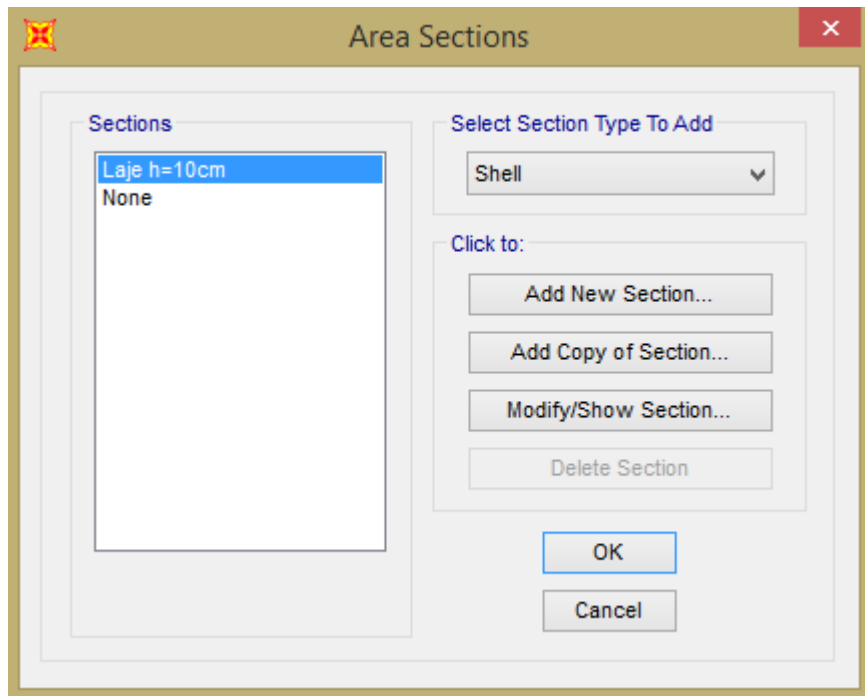 Area Sections
Sections
Laje h=10cm
None
Select Section Type To Add
Shell
Click to:
Add New Section...
Add Copy of Section...
Modify/Show Section...
Delete Section
OK
Cancel